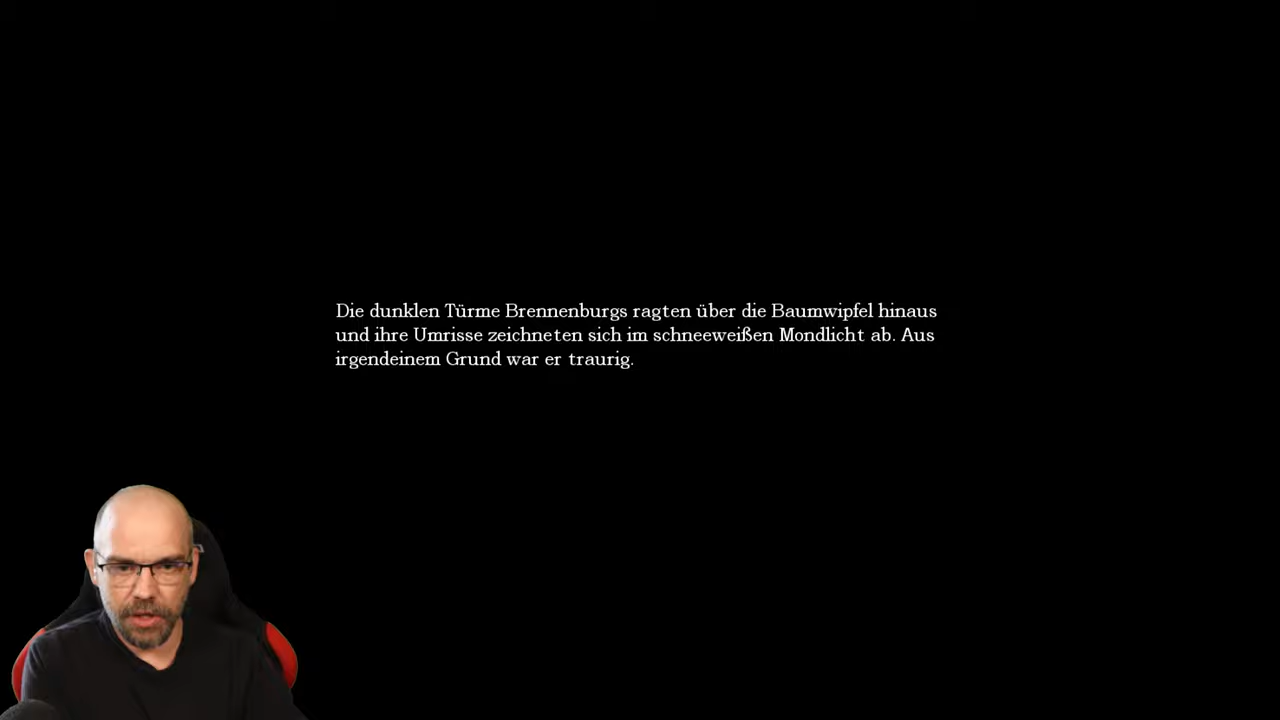 Die dunklen Türme Brennenburgs ragten über die Baumwipfel hinaus
und ihre Umrisse zeichneten sich im schneeweißen Mondlicht ab. Aus
irgendeinem Grund war er traurig.